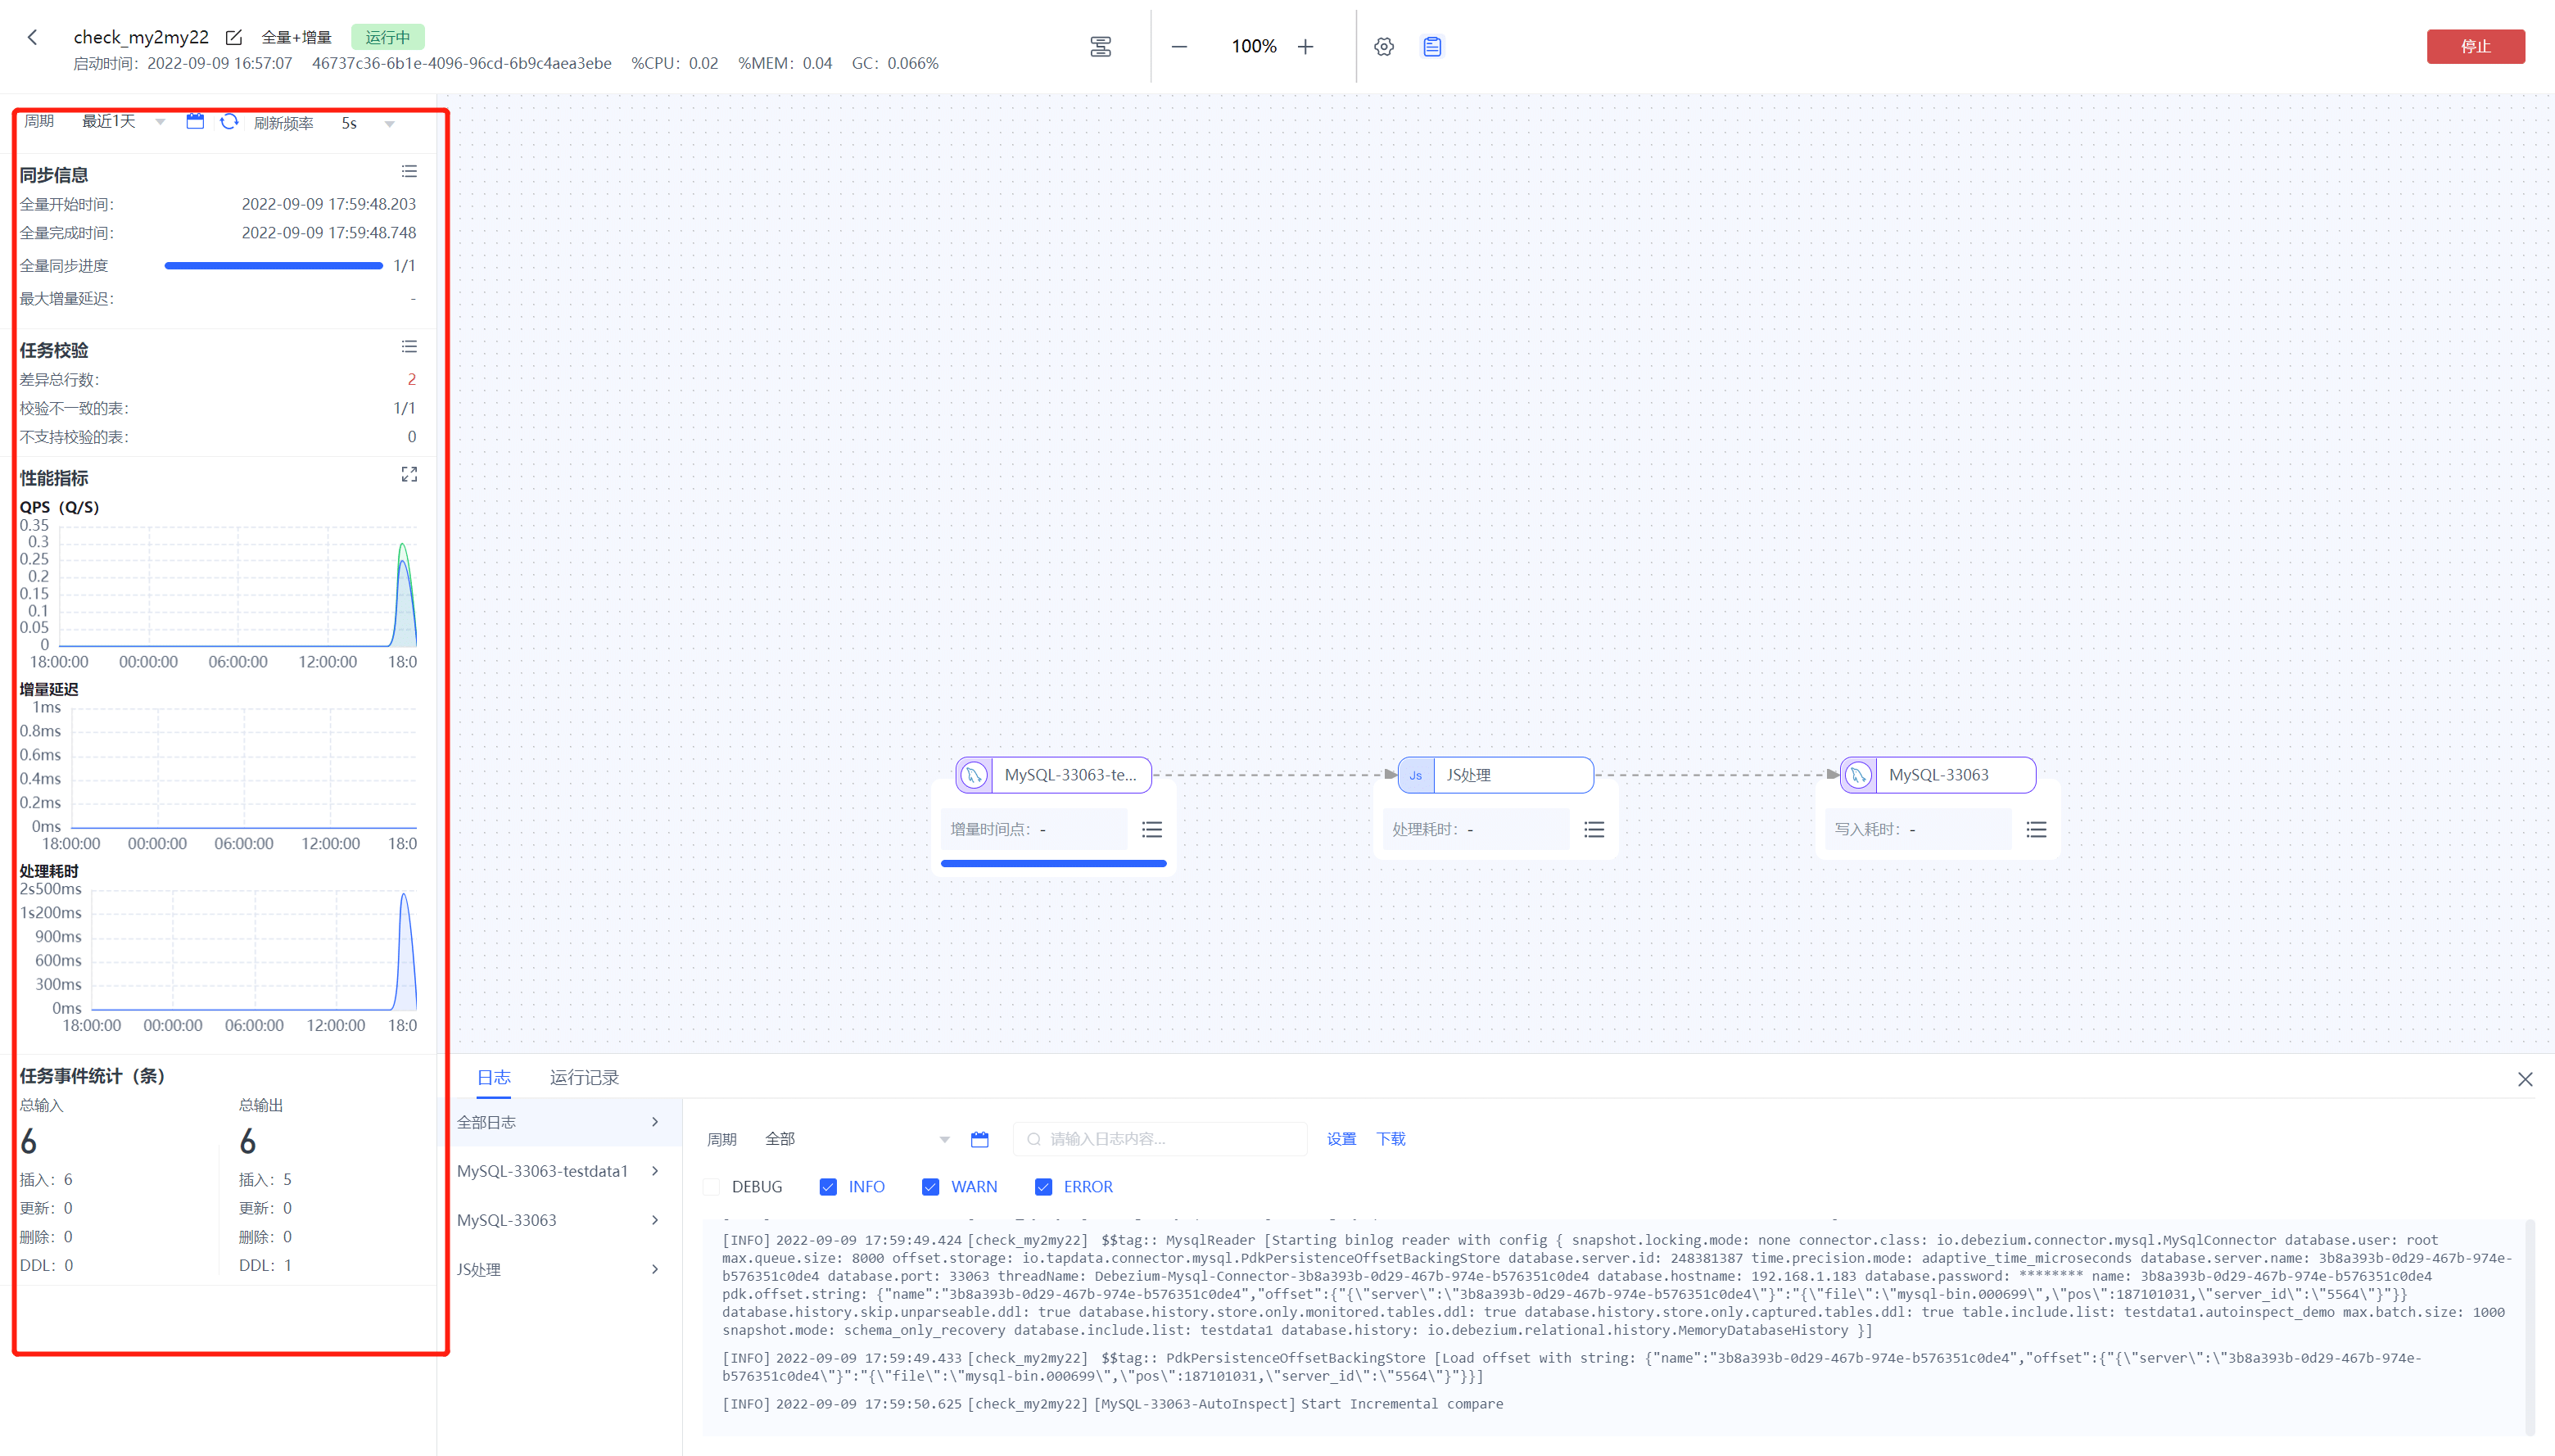 check_my2my22 全量+增量 运行中
启动时间：2022-09-09 16:57:07 46737c36-6b1e-4096-96cd-6b9c4aea3ebe %CPU：0.02 %MEM：0.04 GC：0.066%
100%
停止
周期 最近1天 刷新频率 5s
同步信息
全量开始时间： 2022-09-09 17:59:48.203
全量完成时间： 2022-09-09 17:59:48.748
全量同步进度 1/1
最大增量延迟： -
任务校验
差异总行数： 2
校验不一致的表： 1/1
不支持校验的表： 0
性能指标
QPS（Q/S）
0.35
0.3
0.25
0.2
0.15
0.1
0.05
0
18:00:00 00:00:00 06:00:00 12:00:00 18:0
增量延迟
1ms
0.8ms
0.6ms
0.4ms
0.2ms
0ms
18:00:00 00:00:00 06:00:00 12:00:00 18:0
处理耗时
2s500ms
1s200ms
900ms
600ms
300ms
0ms
18:00:00 00:00:00 06:00:00 12:00:00 18:0
任务事件统计（条）
总输入 总输出
6 6
插入：6 插入：5
更新：0 更新：0
删除：0 删除：0
DDL：0 DDL：1
MySQL-33063-te... Js JS处理 MySQL-33063
增量时间点：- 处理耗时：- 写入耗时：-
日志 运行记录
全部日志
MySQL-33063-testdata1
MySQL-33063
JS处理
周期 全部 请输入日志内容... 设置 下载
DEBUG INFO WARN ERROR
[INFO] 2022-09-09 17:59:49.424 [check_my2my22] $$tag:: MysqlReader [Starting binlog reader with config { snapshot.locking.mode: none connector.class: io.debezium.connector.mysql.MySqlConnector database.user: root
max.queue.size: 8000 offset.storage: io.tapdata.connector.mysql.PdkPersistenceOffsetBackingStore database.server.id: 248381387 time.precision.mode: adaptive_time_microseconds database.server.name: 3b8a393b-0d29-467b-974e-
b576351c0de4 database.port: 33063 threadName: Debezium-Mysql-Connector-3b8a393b-0d29-467b-974e-b576351c0de4 database.hostname: 192.168.1.183 database.password: ******** name: 3b8a393b-0d29-467b-974e-b576351c0de4
pdk.offset.string: {"name":"3b8a393b-0d29-467b-974e-b576351c0de4","offset":{"{\"server\":\"3b8a393b-0d29-467b-974e-b576351c0de4\"}":"{\"file\":\"mysql-bin.000699\",\"pos\":187101031,\"server_id\":\"5564\"}"}}
database.history.skip.unparseable.ddl: true database.history.store.only.monitored.tables.ddl: true database.history.store.only.captured.tables.ddl: true table.include.list: testdata1.autoinspect_demo max.batch.size: 1000
snapshot.mode: schema_only_recovery database.include.list: testdata1 database.history: io.debezium.relational.history.MemoryDatabaseHistory }]
[INFO] 2022-09-09 17:59:49.433 [check_my2my22] $$tag:: PdkPersistenceOffsetBackingStore [Load offset with string: {"name":"3b8a393b-0d29-467b-974e-b576351c0de4","offset":{"{\"server\":\"3b8a393b-0d29-467b-974e-
b576351c0de4\"}":"{\"file\":\"mysql-bin.000699\",\"pos\":187101031,\"server_id\":\"5564\"}"}}]
[INFO] 2022-09-09 17:59:50.625 [check_my2my22] [MySQL-33063-AutoInspect] Start Incremental compare